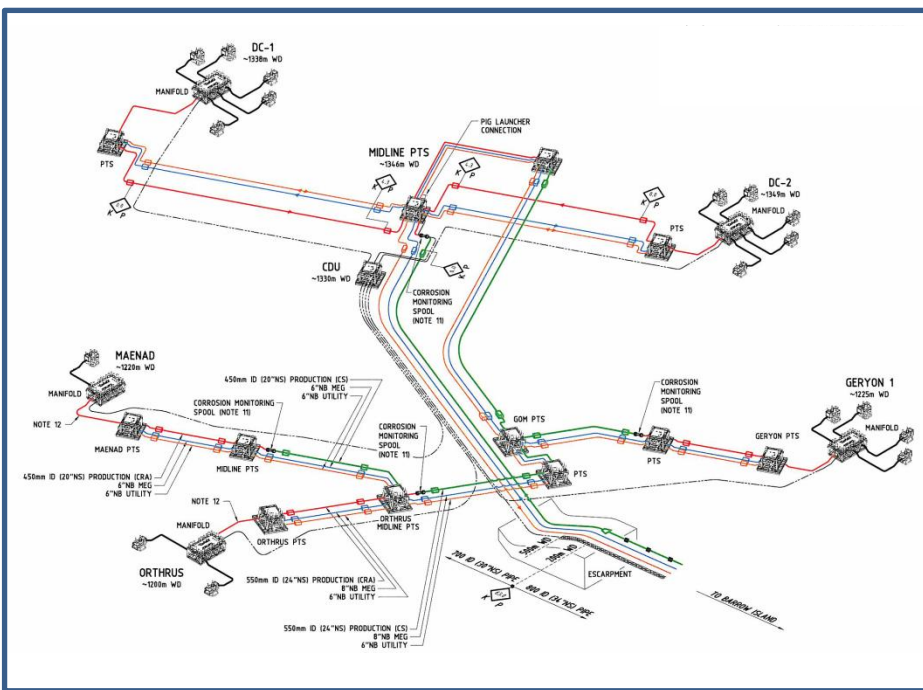 DC-1
~1338m WD
MANIFOLD
PTS
PIG LAUNCHER
CONNECTION
MIDLINE PTS
~1346m WD
K P
K P
K P
DC-2
~1349m WD
MANIFOLD
PTS
CDU
~1330m WD
CORROSION
MONITORING
SPOOL
(NOTE 11)
MAENAD
~1220m WD
MANIFOLD
NOTE 12
CORROSION MONITORING
SPOOL (NOTE 11)
450mm ID (20"NS) PRODUCTION (CS)
6"NB MEG
6"NB UTILITY
CORROSION
MONITORING
SPOOL
(NOTE 11)
MAENAD PTS
MIDLINE PTS
450mm ID (20"NS) PRODUCTION (CRA)
6"NB MEG
6"NB UTILITY
NOTE 12
MANIFOLD
ORTHRUS PTS
ORTHRUS
MIDLINE PTS
ORTHRUS
~1200m WD
550mm ID (24"NS) PRODUCTION (CRA)
8"NB MEG
6"NB UTILITY
550mm ID (24"NS) PRODUCTION (CS)
8"NB MEG
6"NB UTILITY
GOM PTS
PTS
CORROSION
MONITORING
SPOOL
(NOTE 11)
PTS
GERYON PTS
GERYON 1
~1225m WD
MANIFOLD
500m WD
700m WD
ESCARPMENT
700 ID (30"NS) PIPE
800 ID (34"NS) PIPE
K P
TO BARROW ISLAND